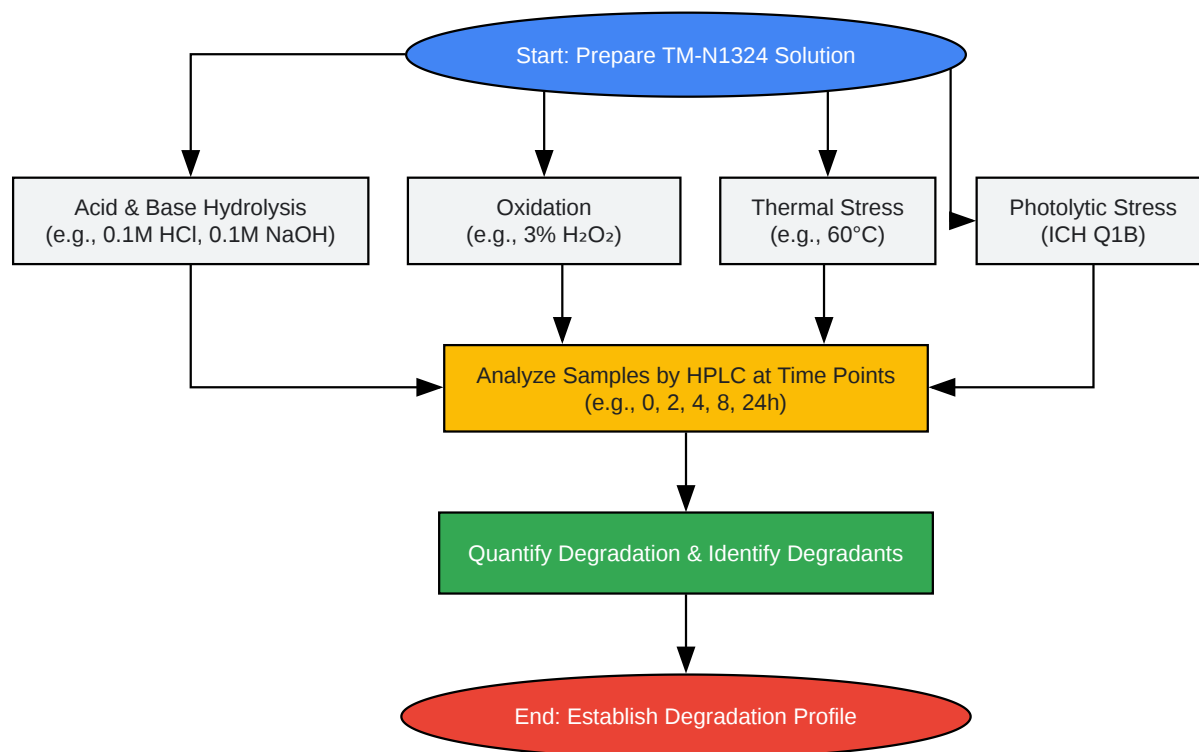 Start: Prepare TM-N1324 Solution
Acid & Base Hydrolysis
(e.g., 0.1M HCl, 0.1M NaOH)
Oxidation
(e.g., 3% H₂O₂)
Thermal Stress
(e.g., 60°C)
Photolytic Stress
(ICH Q1B)
Analyze Samples by HPLC at Time Points
(e.g., 0, 2, 4, 8, 24h)
Quantify Degradation & Identify Degradants
End: Establish Degradation Profile